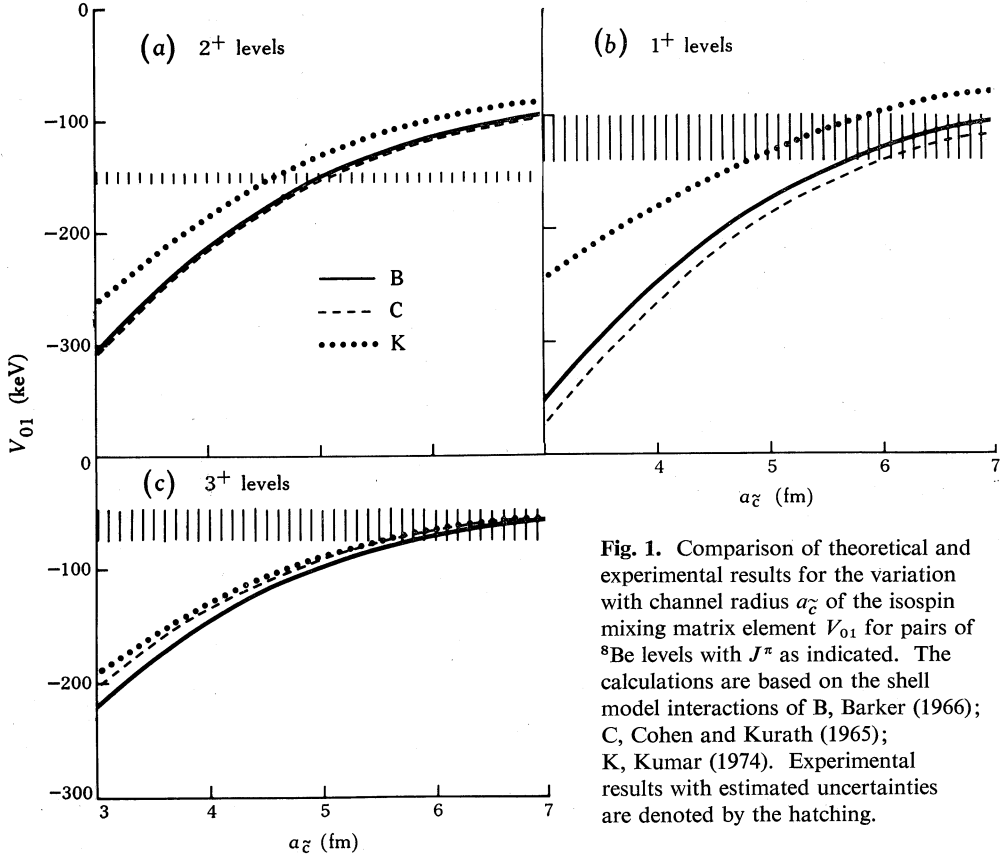 0
−100
−200
−300
V₀₁ (keV)
(a) 2⁺ levels
B
C
K
(b) 1⁺ levels
4 5 6 7
a_c̃ (fm)
0
−100
−200
−300
(c) 3⁺ levels
3 4 5 6 7
a_c̃ (fm)
Fig. 1. Comparison of theoretical and
experimental results for the variation
with channel radius a_c̃ of the isospin
mixing matrix element V₀₁ for pairs of
⁸Be levels with J^π as indicated. The
calculations are based on the shell
model interactions of B, Barker (1966);
C, Cohen and Kurath (1965);
K, Kumar (1974). Experimental
results with estimated uncertainties
are denoted by the hatching.